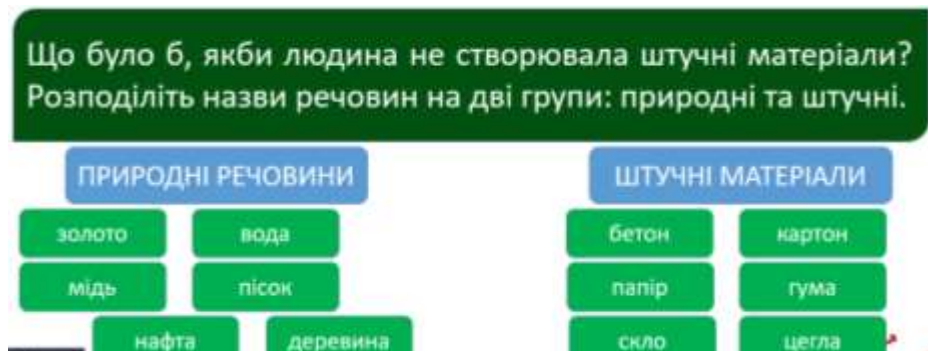 Що було б, якби людина не створювала штучні матеріали?
Розподіліть назви речовин на дві групи: природні та штучні.
ПРИРОДНІ РЕЧОВИНИ
золото вода
мідь пісок
нафта деревина
ШТУЧНІ МАТЕРІАЛИ
бетон картон
папір гума
скло цегла